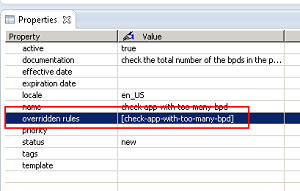 Properties
Property Value
active true
documentation check the total number of the bpds in the p...
effective date
expiration date
locale en_US
name check-app-with-too-many-bpd
overridden rules [check-app-with-too-many-bpd]
priority
status new
tags
template